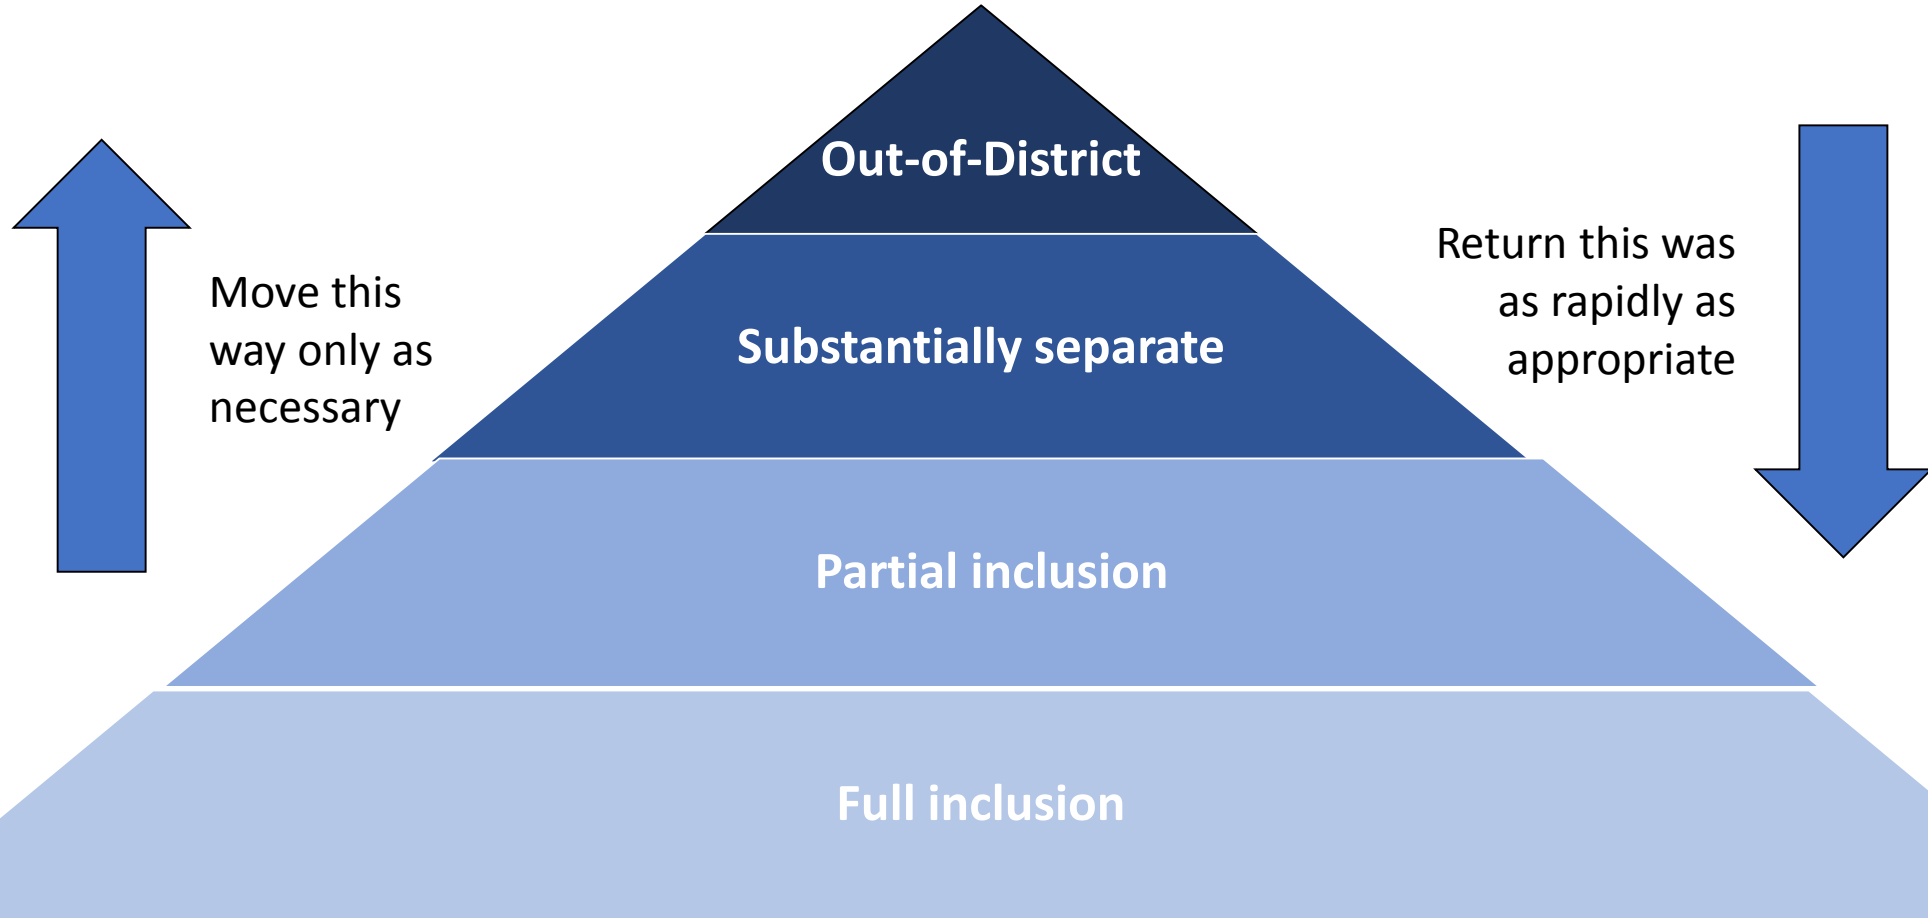 Out-of-District
Move this
way only as
necessary
Substantially separate
Return this was
as rapidly as
appropriate
Partial inclusion
Full inclusion